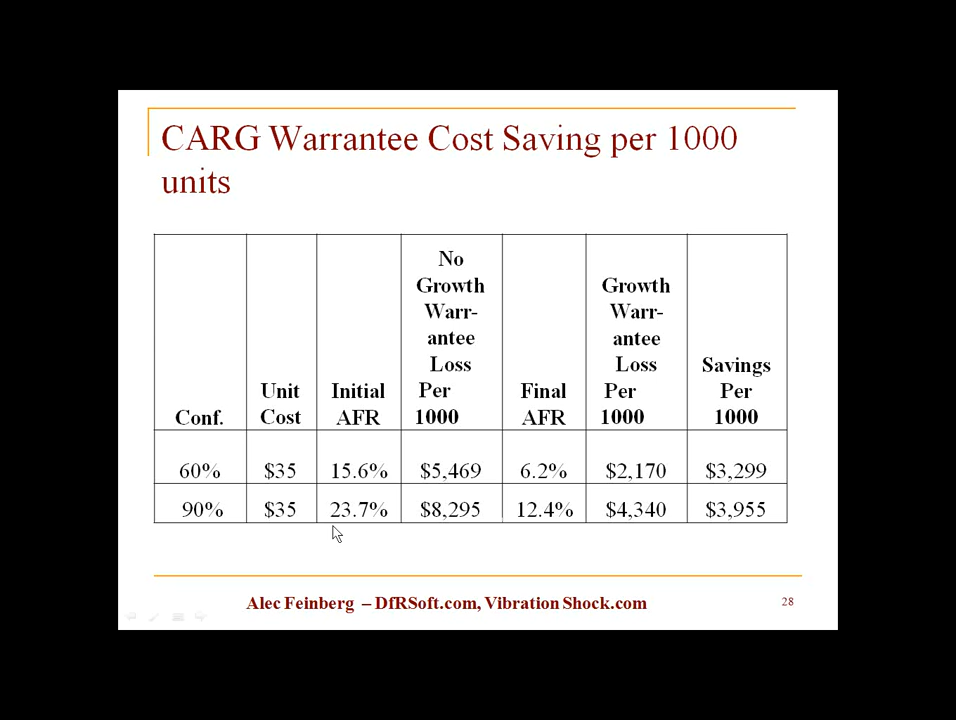 CARG Warrantee Cost Saving per 1000
units
Conf.
Unit
Cost
Initial
AFR
No
Growth
Warr-
antee
Loss
Per
1000
Final
AFR
Growth
Warr-
antee
Loss
Per
1000
Savings
Per
1000
60% $35 15.6% $5,469 6.2% $2,170 $3,299
90% $35 23.7% $8,295 12.4% $4,340 $3,955
Alec Feinberg – DfRSoft.com, Vibration Shock.com
28